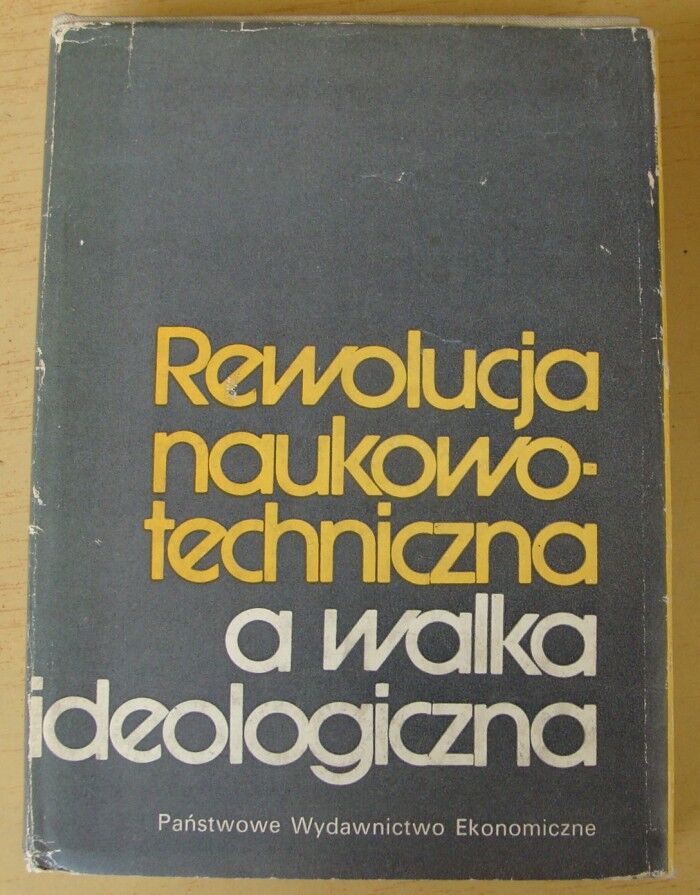 Rewolucja
naukowo-
techniczna
a walka
ideologiczna
Państwowe Wydawnictwo Ekonomiczne